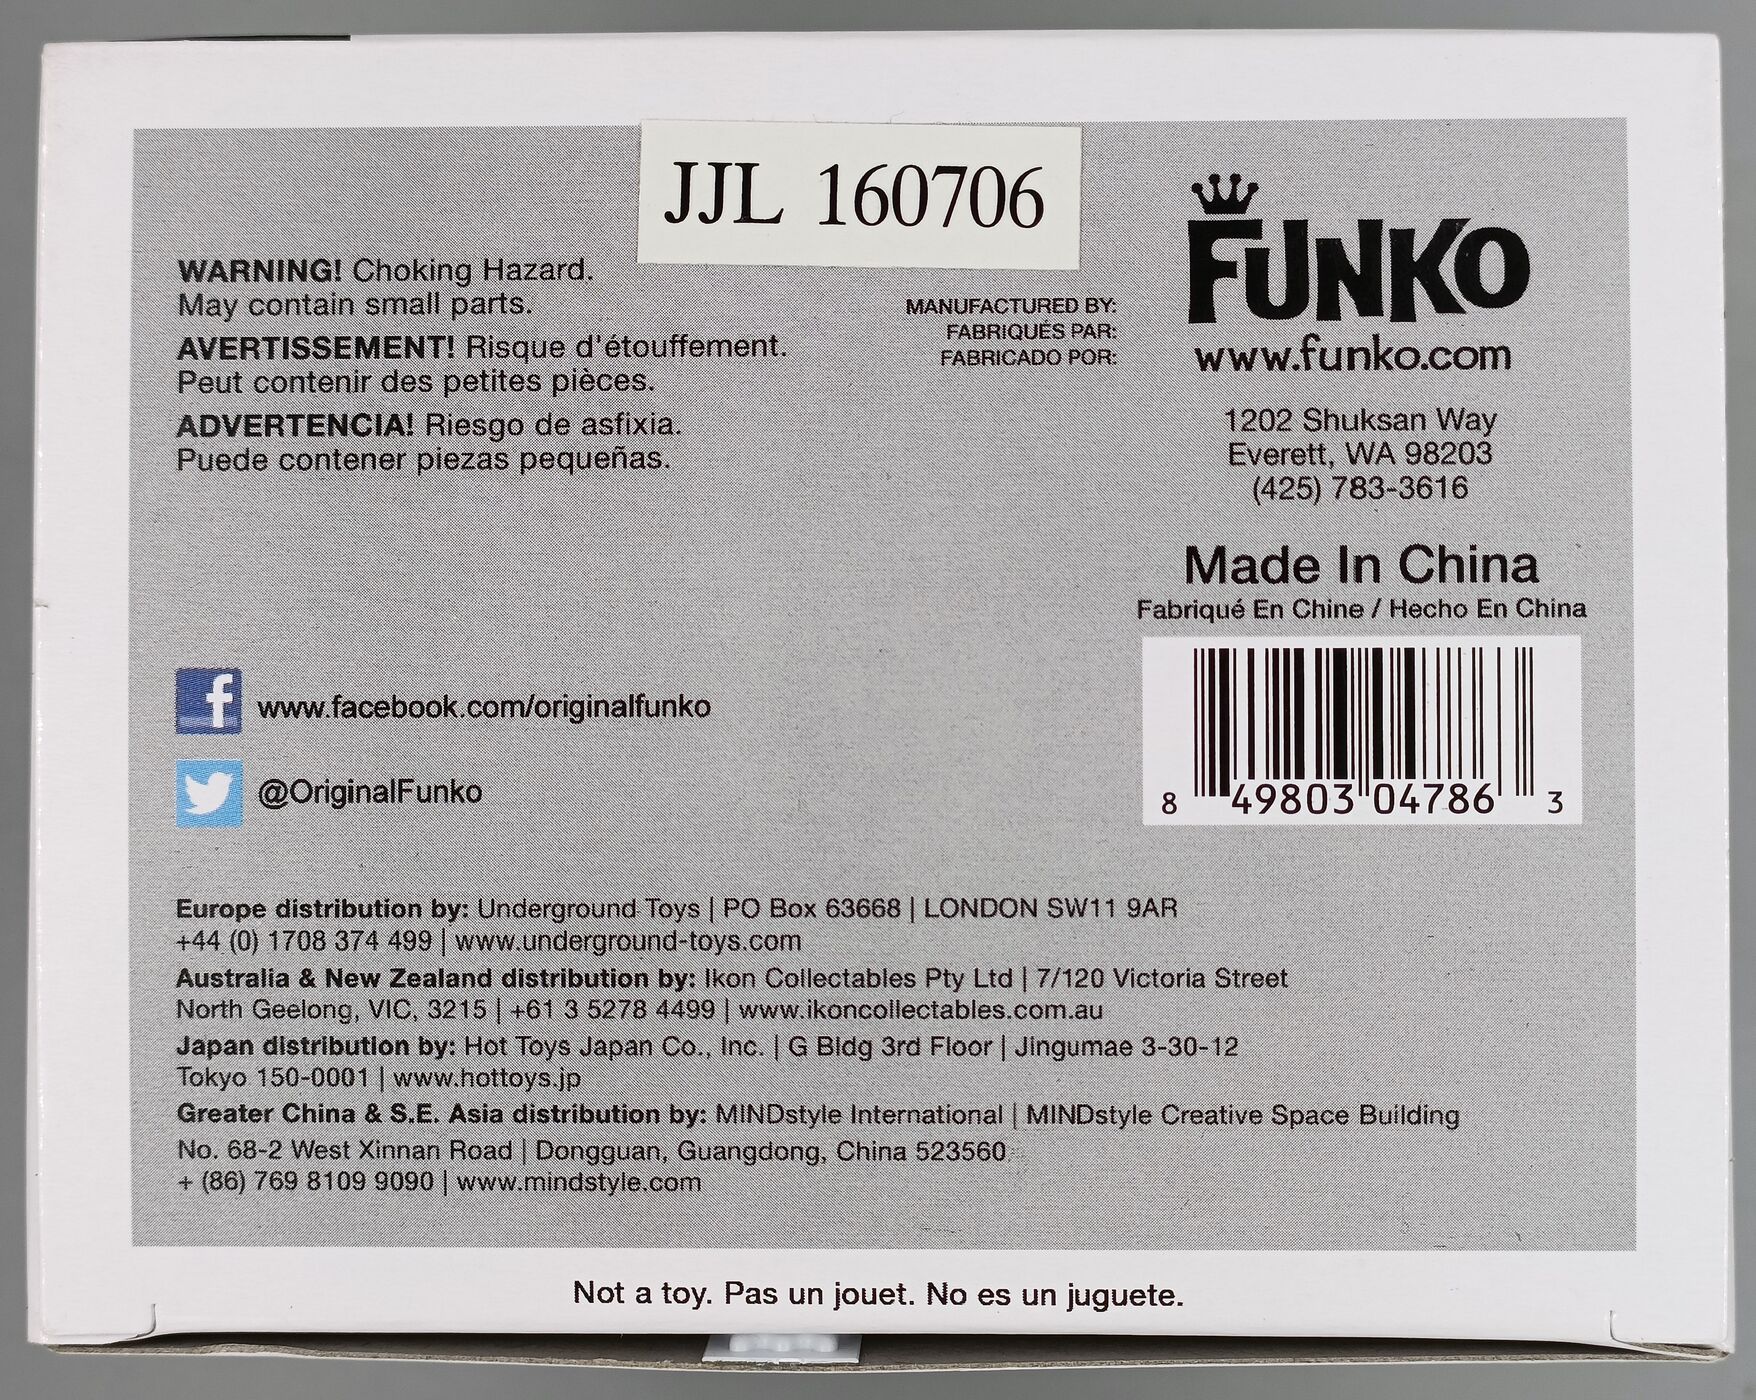 JJL 160706
WARNING! Choking Hazard.
May contain small parts.
AVERTISSEMENT! Risque d'étouffement.
Peut contenir des petites pièces.
ADVERTENCIA! Riesgo de asfixia.
Puede contener piezas pequeñas.
MANUFACTURED BY:
FABRIQUÉS PAR:
FABRICADO POR:
FUNKO
www.funko.com
1202 Shuksan Way
Everett, WA 98203
(425) 783-3616
Made In China
Fabriqué En Chine / Hecho En China
8 49803 04786 3
f www.facebook.com/originalfunko
@OriginalFunko
Europe distribution by: Underground Toys | PO Box 63668 | LONDON SW11 9AR
+44 (0) 1708 374 499 | www.underground-toys.com
Australia & New Zealand distribution by: Ikon Collectables Pty Ltd | 7/120 Victoria Street
North Geelong, VIC, 3215 | +61 3 5278 4499 | www.ikoncollectables.com.au
Japan distribution by: Hot Toys Japan Co., Inc. | G Bldg 3rd Floor | Jingumae 3-30-12
Tokyo 150-0001 | www.hottoys.jp
Greater China & S.E. Asia distribution by: MINDstyle International | MINDstyle Creative Space Building
No. 68-2 West Xinnan Road | Dongguan, Guangdong, China 523560
+ (86) 769 8109 9090 | www.mindstyle.com
Not a toy. Pas un jouet. No es un juguete.